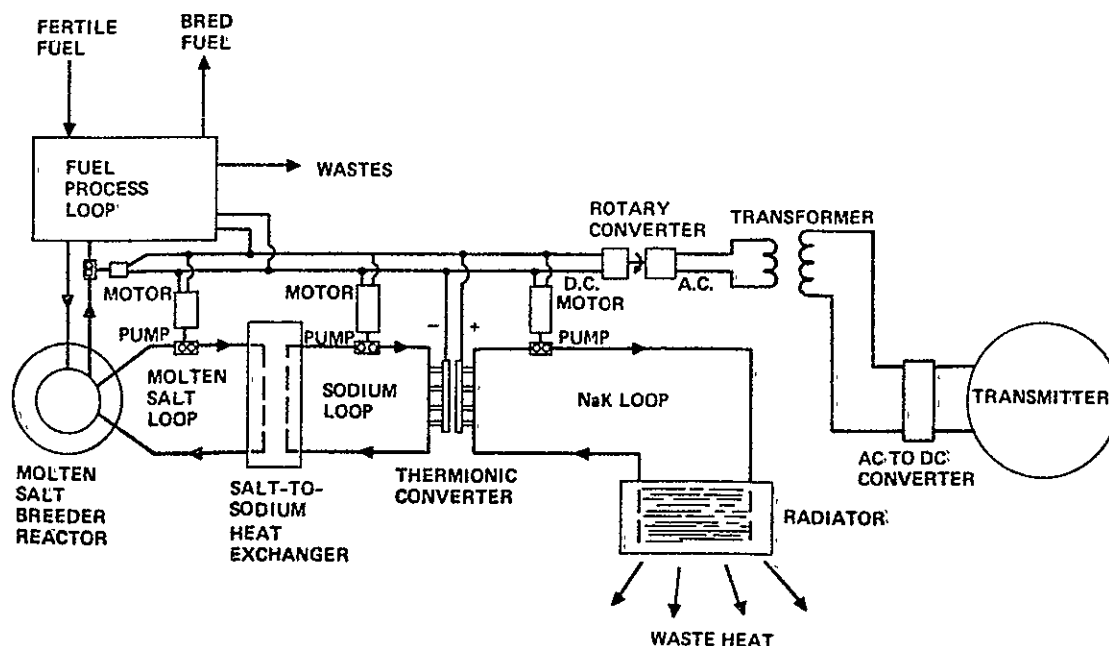 FERTILE
FUEL
BRED
FUEL
FUEL
PROCESS
LOOP
WASTES
ROTARY
CONVERTER
TRANSFORMER
MOTOR
MOTOR
D.C.
MOTOR
A.C.
PUMP
PUMP
PUMP
MOLTEN
SALT
LOOP
SODIUM
LOOP
- +
NaK LOOP
TRANSMITTER
MOLTEN
SALT
BREEDER
REACTOR
SALT-TO-
SODIUM
HEAT
EXCHANGER
THERMIONIC
CONVERTER
AC TO DC
CONVERTER
RADIATOR
WASTE HEAT